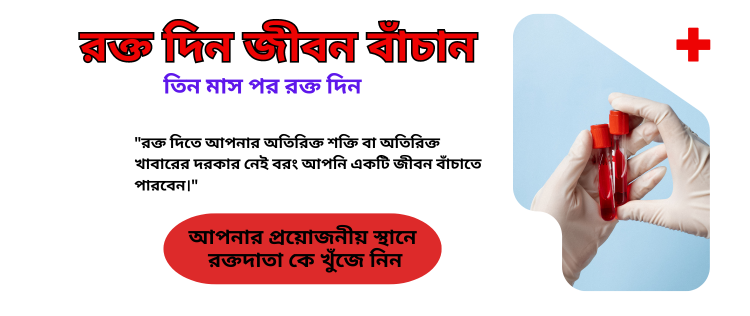 রক্ত দিন জীবন বাঁচান
তিন মাস পর রক্ত দিন
"রক্ত দিতে আপনার অতিরিক্ত শক্তি বা অতিরিক্ত
খাবারের দরকার নেই বরং আপনি একটি জীবন বাঁচাতে
পারবেন।"
আপনার প্রয়োজনীয় স্থানে
রক্তদাতা কে খুঁজে নিন